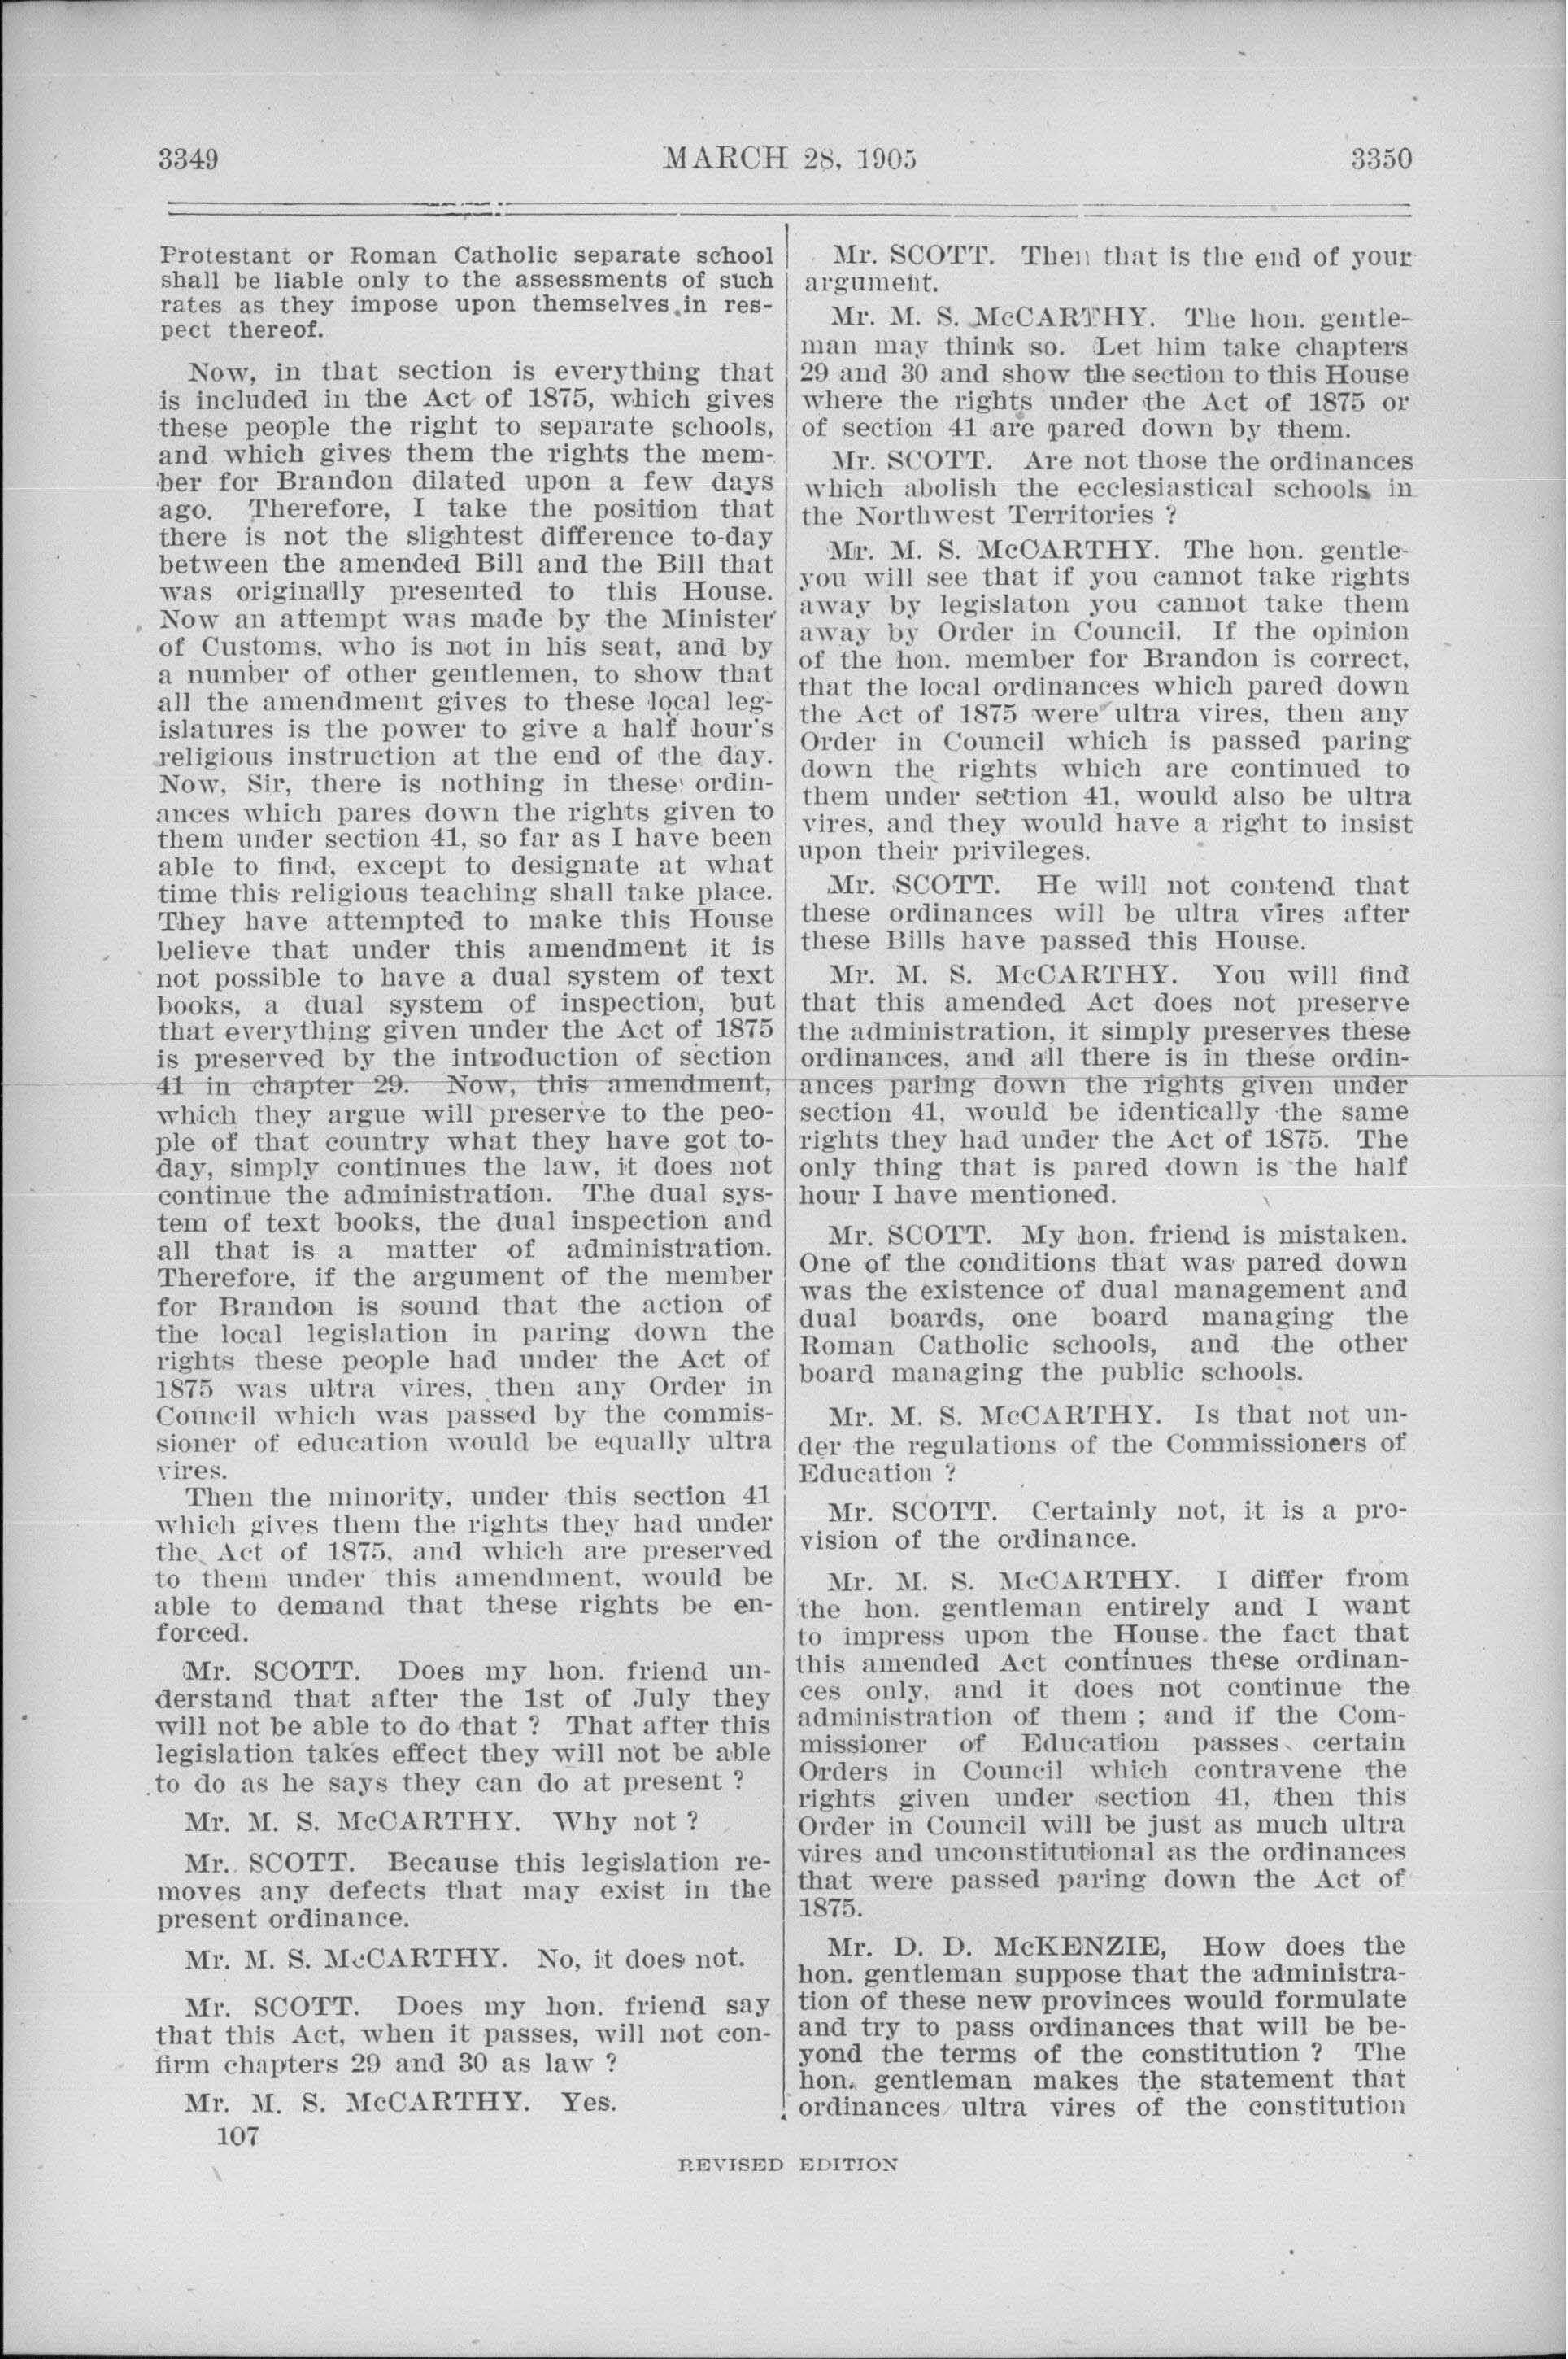 3349
MARCH 28, 1905
3350
Protestant or Roman Catholic separate school
shall be liable only to the assessments of such
rates as they impose upon themselves in res-
pect thereof.
Now, in that section is everything that
is included in the Act of 1875, which gives
these people the right to separate schools,
and which gives them the rights the mem-
ber for Brandon dilated upon a few days
ago. Therefore, I take the position that
there is not the slightest difference to-day
between the amended Bill and the Bill that
was originally presented to this House.
Now an attempt was made by the Minister
of Customs, who is not in his seat, and by
a number of other gentlemen, to show that
all the amendment gives to these local leg-
islatures is the power to give a half hour's
religious instruction at the end of the day.
Now, Sir, there is nothing in these ordin-
ances which pares down the rights given to
them under section 41, so far as I have been
able to find, except to designate at what
time this religious teaching shall take place.
They have attempted to make this House
believe that under this amendment it is
not possible to have a dual system of text
books, a dual system of inspection, but
that everything given under the Act of 1875
is preserved by the introduction of section
41 in chapter 29. Now, this amendment,
which they argue will preserve to the peo-
ple of that country what they have got to-
day, simply continues the law, it does not
continue the administration. The dual sys-
tem of text books, the dual inspection and
all that is a matter of administration.
Therefore, if the argument of the member
for Brandon is sound that the action of
the local legislation in paring down the
rights these people had under the Act of
1875 was ultra vires, then any Order in
Council which was passed by the commis-
sioner of education would be equally ultra
vires.
Then the minority, under this section 41
which gives them the rights they had under
the Act of 1875, and which are preserved
to them under this amendment, would be
able to demand that these rights be en-
forced.
Mr. SCOTT. Does my hon. friend un-
derstand that after the 1st of July they
will not be able to do that ? That after this
legislation takes effect they will not be able
to do as he says they can do at present ?
Mr. M. S. McCARTHY. Why not ?
Mr. SCOTT. Because this legislation re-
moves any defects that may exist in the
present ordinance.
Mr. M. S. McCARTHY. No, it does not.
Mr. SCOTT. Does my hon. friend say
that this Act, when it passes, will not con-
firm chapters 29 and 30 as law ?
Mr. M. S. McCARTHY. Yes.
107
Mr. SCOTT. Then that is the end of your
argument.
Mr. M. S. McCARTHY. The hon. gentle-
man may think so. Let him take chapters
29 and 30 and show the section to this House
where the rights under the Act of 1875 or
of section 41 are pared down by them.
Mr. SCOTT. Are not those the ordinances
which abolish the ecclesiastical schools in
the Northwest Territories ?
Mr. M. S. McCARTHY. The hon. gentle-
you will see that if you cannot take rights
away by legislaton you cannot take them
away by Order in Council. If the opinion
of the hon. member for Brandon is correct,
that the local ordinances which pared down
the Act of 1875 were ultra vires, then any
Order in Council which is passed paring
down the rights which are continued to
them under section 41, would also be ultra
vires, and they would have a right to insist
upon their privileges.
Mr. SCOTT. He will not contend that
these ordinances will be ultra vires after
these Bills have passed this House.
Mr. M. S. McCARTHY. You will find
that this amended Act does not preserve
the administration, it simply preserves these
ordinances, and all there is in these ordin-
ances paring down the rights given under
section 41, would be identically the same
rights they had under the Act of 1875. The
only thing that is pared down is the half
hour I have mentioned.
Mr. SCOTT. My hon. friend is mistaken.
One of the conditions that was pared down
was the existence of dual management and
dual boards, one board managing the
Roman Catholic schools, and the other
board managing the public schools.
Mr. M. S. McCARTHY. Is that not un-
der the regulations of the Commissioners of
Education ?
Mr. SCOTT. Certainly not, it is a pro-
vision of the ordinance.
Mr. M. S. McCARTHY. I differ from
the hon. gentleman entirely and I want
to impress upon the House the fact that
this amended Act continues these ordinan-
ces only, and it does not continue the
administration of them ; and if the Com-
missioner of Education passes certain
Orders in Council which contravene the
rights given under section 41, then this
Order in Council will be just as much ultra
vires and unconstitutional as the ordinances
that were passed paring down the Act of
1875.
Mr. D. D. McKENZIE, How does the
hon. gentleman suppose that the administra-
tion of these new provinces would formulate
and try to pass ordinances that will be be-
yond the terms of the constitution ? The
hon. gentleman makes the statement that
ordinances ultra vires of the constitution
REVISED EDITION